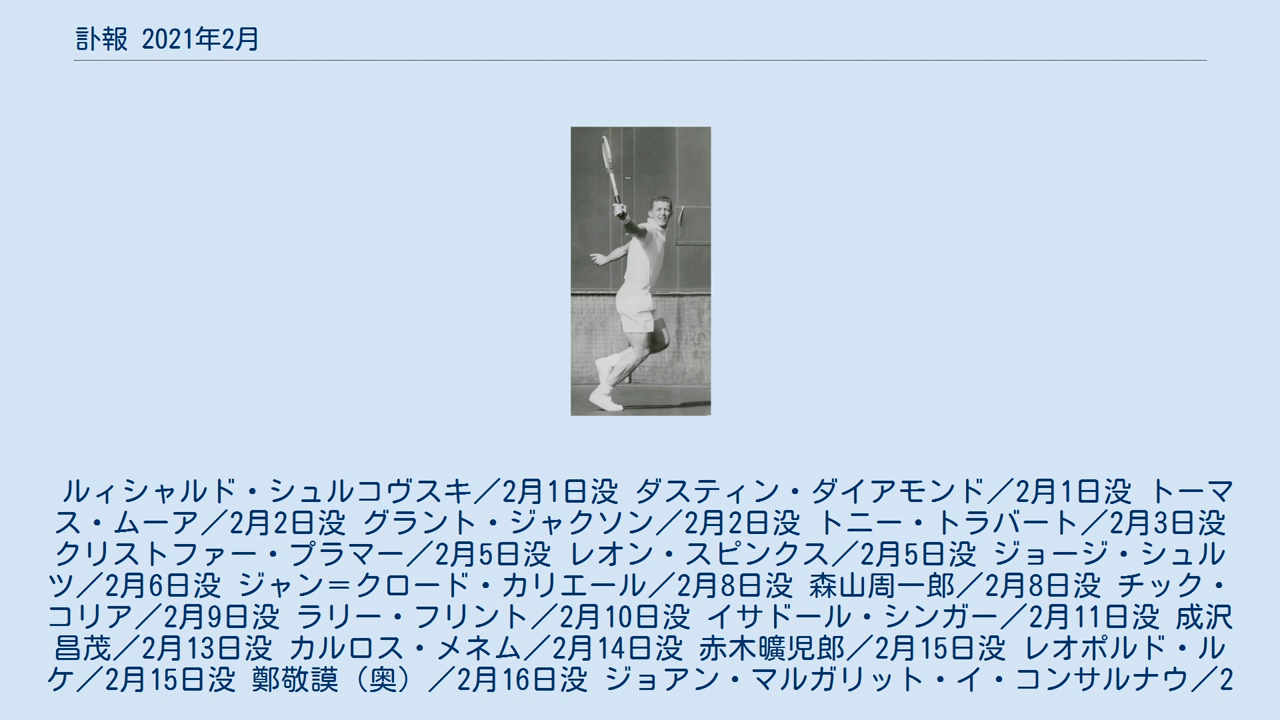 訃報 2021年2月
ルィシャルド・シュルコヴスキ／2月1日没 ダスティン・ダイアモンド／2月1日没 トーマ
ス・ムーア／2月2日没 グラント・ジャクソン／2月2日没 トニー・トラバート／2月3日没
クリストファー・プラマー／2月5日没 レオン・スピンクス／2月5日没 ジョージ・シュル
ツ／2月6日没 ジャン＝クロード・カリエール／2月8日没 森山周一郎／2月8日没 チック・
コリア／2月9日没 ラリー・フリント／2月10日没 イサドール・シンガー／2月11日没 成沢
昌茂／2月13日没 カルロス・メネム／2月14日没 赤木曠児郎／2月15日没 レオポルド・ル
ケ／2月15日没 鄭敬謨（奥）／2月16日没 ジョアン・マルガリット・イ・コンサルナウ／2